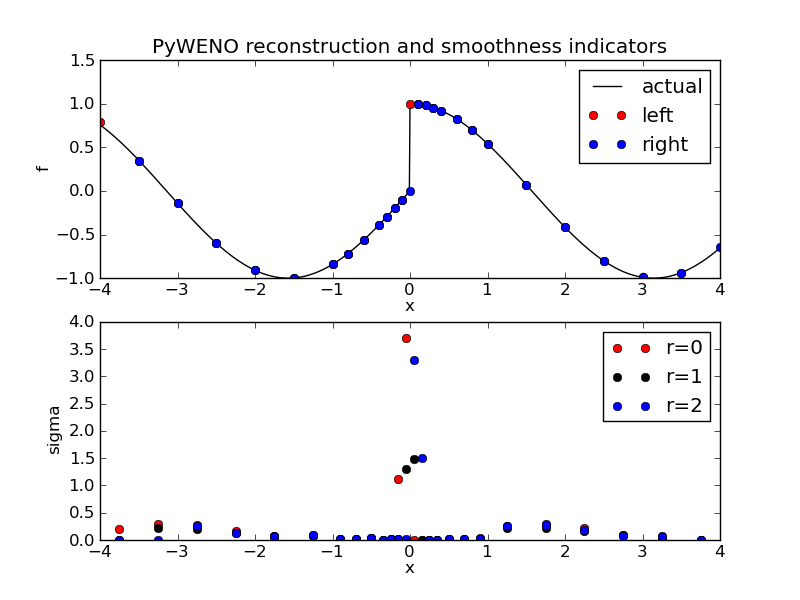 PyWENO reconstruction and smoothness indicators
1.5
1.0
0.5
0.0
−0.5
−1.0
f
−4 −3 −2 −1 0 1 2 3 4
x
actual
left
right
4.0
3.5
3.0
2.5
2.0
1.5
1.0
0.5
0.0
sigma
−4 −3 −2 −1 0 1 2 3 4
x
r=0
r=1
r=2